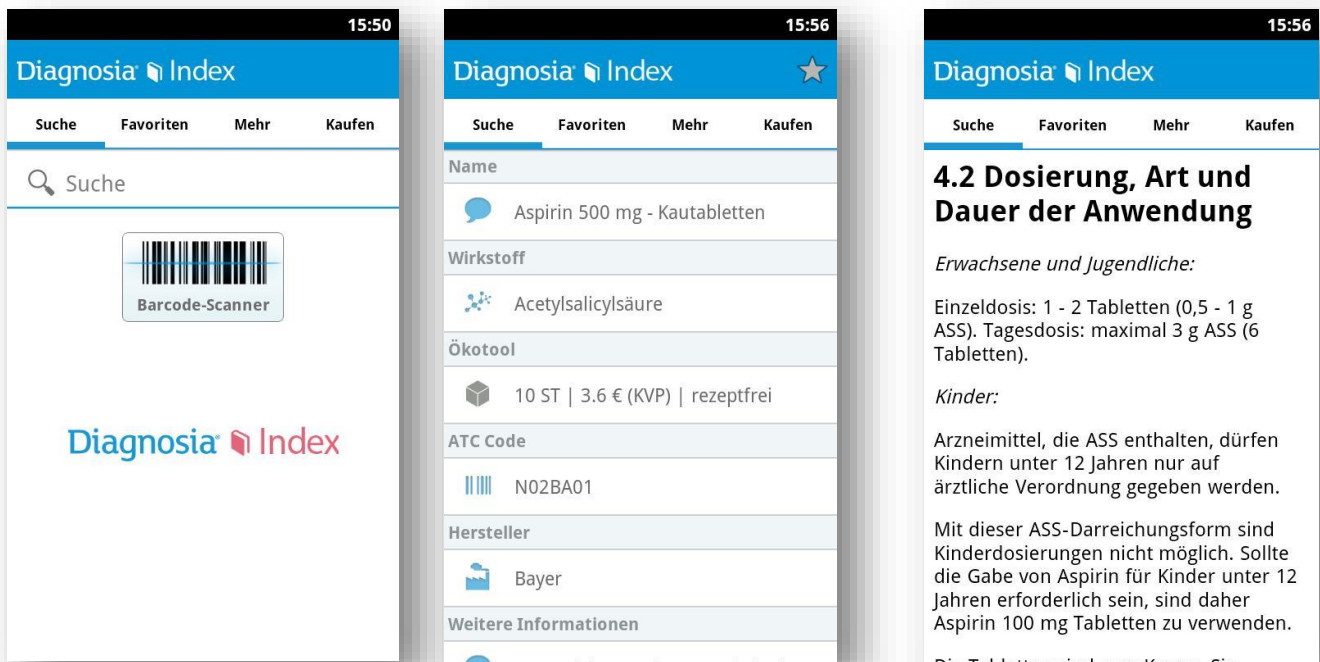 15:50
Diagnosia Index
Suche Favoriten Mehr Kaufen
Suche
Barcode-Scanner
Diagnosia Index
15:56
Diagnosia Index
Suche Favoriten Mehr Kaufen
Name
Aspirin 500 mg - Kautabletten
Wirkstoff
Acetylsalicylsäure
Ökotool
10 ST | 3.6 € (KVP) | rezeptfrei
ATC Code
N02BA01
Hersteller
Bayer
Weitere Informationen
15:56
Diagnosia Index
Suche Favoriten Mehr Kaufen
4.2 Dosierung, Art und
Dauer der Anwendung
Erwachsene und Jugendliche:
Einzeldosis: 1 - 2 Tabletten (0,5 - 1 g
ASS). Tagesdosis: maximal 3 g ASS (6
Tabletten).
Kinder:
Arzneimittel, die ASS enthalten, dürfen
Kindern unter 12 Jahren nur auf
ärztliche Verordnung gegeben werden.
Mit dieser ASS-Darreichungsform sind
Kinderdosierungen nicht möglich. Sollte
die Gabe von Aspirin für Kinder unter 12
Jahren erforderlich sein, sind daher
Aspirin 100 mg Tabletten zu verwenden.